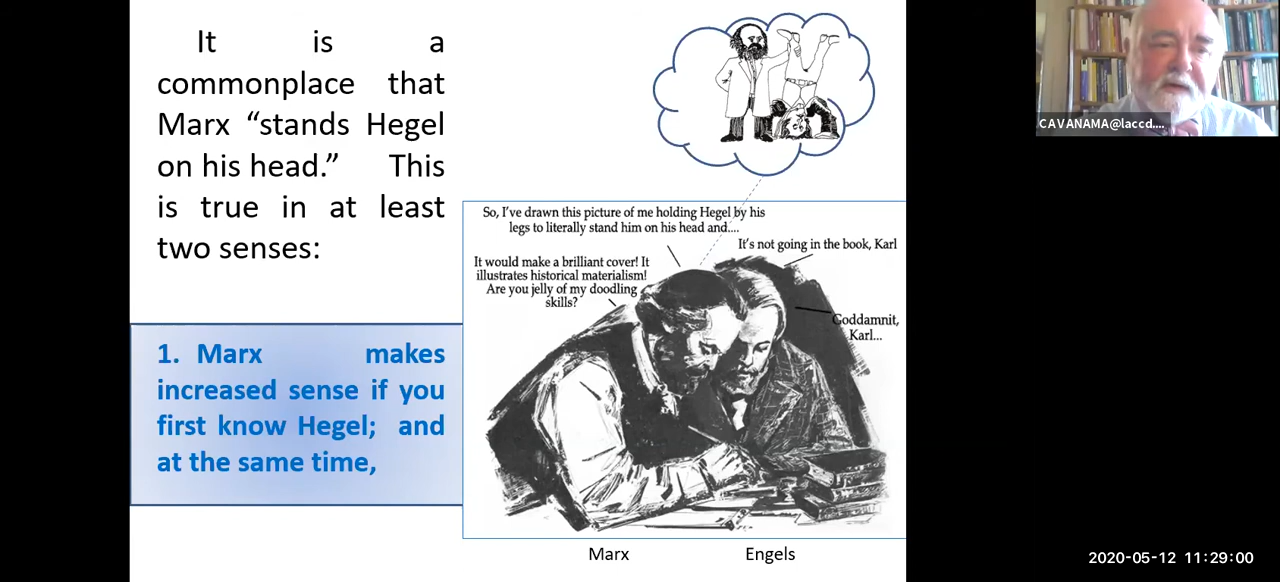 It is a
commonplace that
Marx “stands Hegel
on his head.” This
is true in at least
two senses:
1. Marx makes
increased sense if you
first know Hegel; and
at the same time,
So, I've drawn this picture of me holding Hegel by his
legs to literally stand him on his head and....
It's not going in the book, Karl
It would make a brilliant cover! It
illustrates historical materialism!
Are you jelly of my doodling
skills?
Goddamnit,
Karl...
Marx
Engels
CAVANAMA@laccd....
2020-05-12 11:29:00